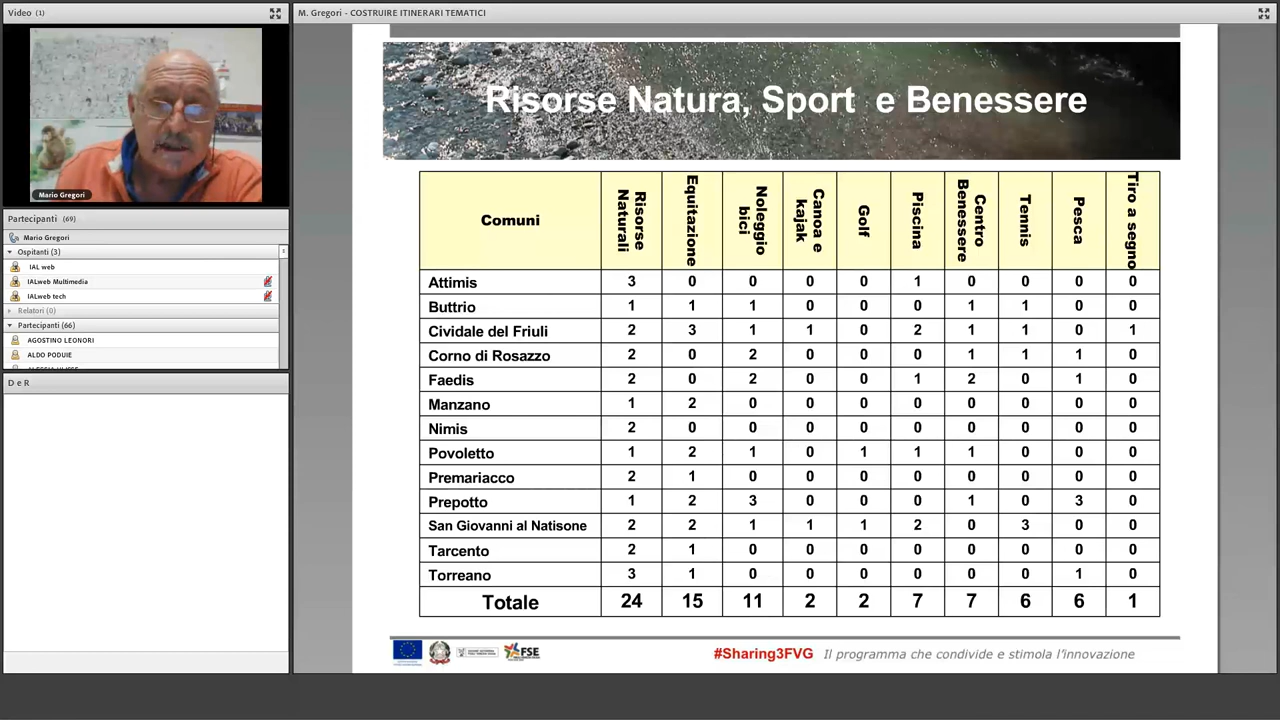 Video (1)
M. Gregori - COSTRUIRE ITINERARI TEMATICI
Mario Gregori
Partecipanti (69)
Mario Gregori
Ospitanti (3)
IAL web
IALweb Multimedia
IALweb tech
Relatori (0)
Partecipanti (66)
AGOSTINO LEONORI
ALDO PODUIE
D e R
Risorse Natura, Sport e Benessere
Comuni Risorse Naturali Equitazione Noleggio bici Canoa e kajak Golf Piscina Centro Benessere Tennis Pesca Tiro a segno
Attimis 3 0 0 0 0 1 0 0 0 0
Buttrio 1 1 1 0 0 0 1 1 0 0
Cividale del Friuli 2 3 1 1 0 2 1 1 0 1
Corno di Rosazzo 2 0 2 0 0 0 1 1 1 0
Faedis 2 0 2 0 0 1 2 0 1 0
Manzano 1 2 0 0 0 0 0 0 0 0
Nimis 2 0 0 0 0 0 0 0 0 0
Povoletto 1 2 1 0 1 1 1 0 0 0
Premariacco 2 1 0 0 0 0 0 0 0 0
Prepotto 1 2 3 0 0 0 1 0 3 0
San Giovanni al Natisone 2 2 1 1 1 2 0 3 0 0
Tarcento 2 1 0 0 0 0 0 0 0 0
Torreano 3 1 0 0 0 0 0 0 1 0
Totale 24 15 11 2 2 7 7 6 6 1
FSE
#Sharing3FVG Il programma che condivide e stimola l'innovazione